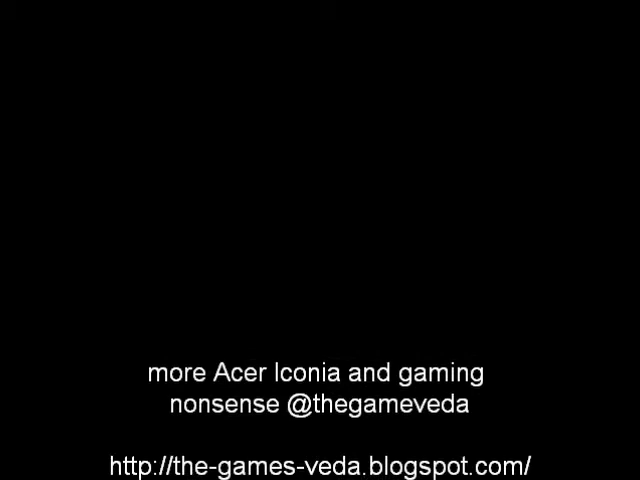 more Acer Iconia and gaming
nonsense @thegameveda
http://the-games-veda.blogspot.com/